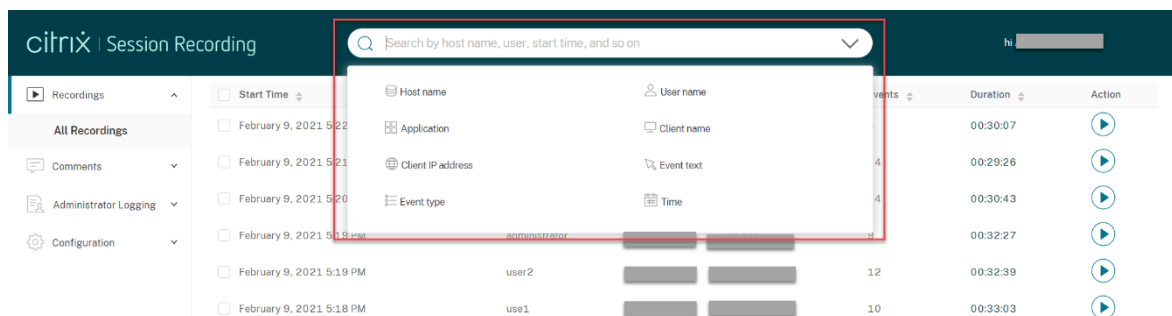 citrix | Session Recording
Search by host name, user, start time, and so on
hi
Recordings
Start Time
Host name
User name
Duration
Action
All Recordings
February 9, 2021 5:22
Application
Client name
00:30:07
Comments
February 9, 2021 5:21
Client IP address
Event text
4
00:29:26
Administrator Logging
February 9, 2021 5:20
Event type
Time
4
00:30:43
Configuration
February 9, 2021 5:19 PM
administrator
8
00:32:27
February 9, 2021 5:19 PM
user2
12
00:32:39
February 9, 2021 5:18 PM
use1
10
00:33:03